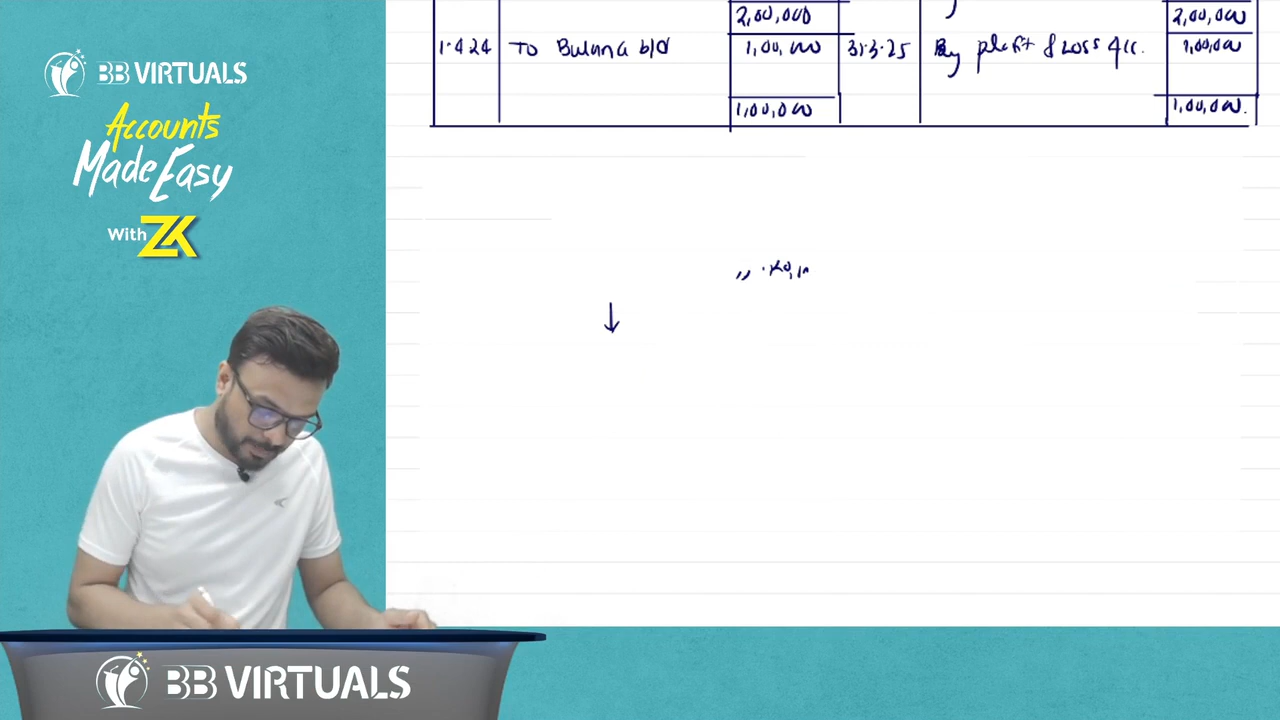 2,00,000 2,00,000
1.4.24 To Balance b/d 1,00,000 31.3.25 By profit & Loss A/c. 1,00,000
1,00,000 1,00,000.
BB VIRTUALS
Accounts
Made Easy
With ZK
BB VIRTUALS